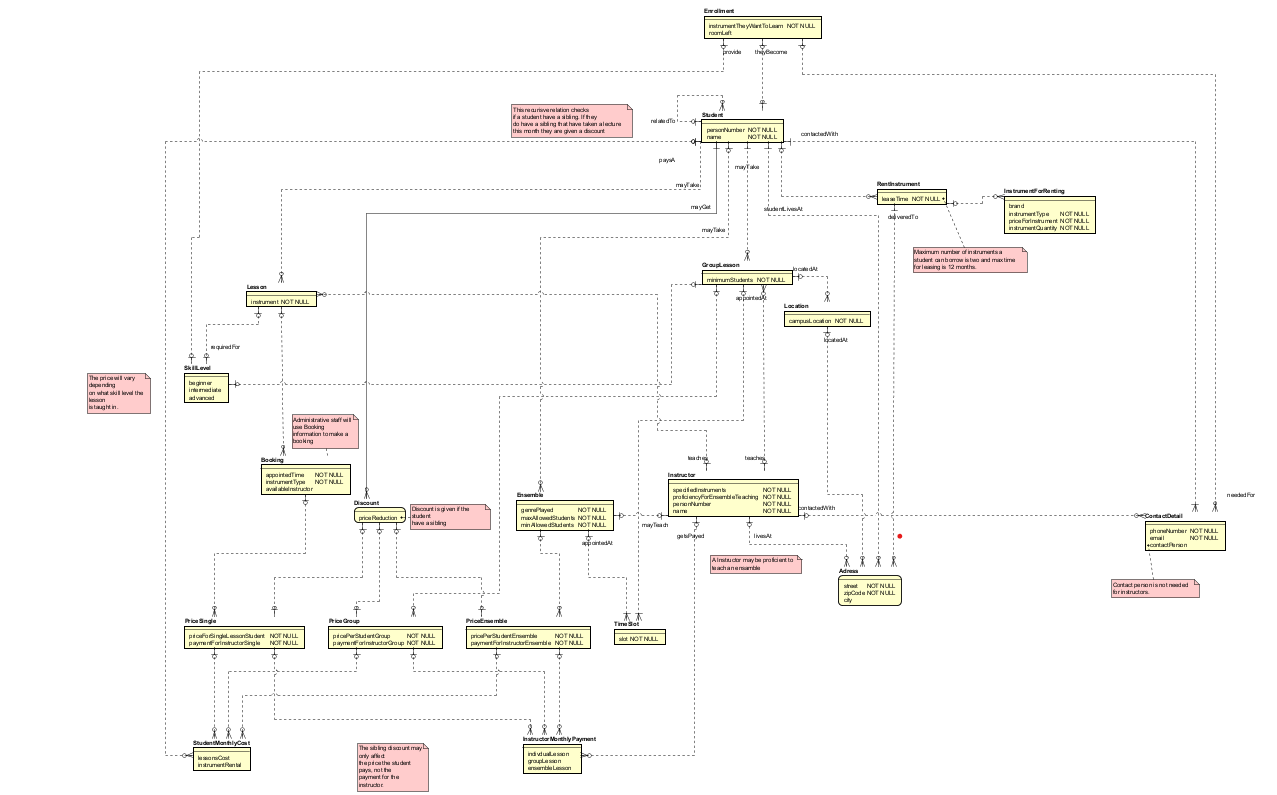 Enrollment
instrumentTheyWantToLearn NOT NULL
roomLeft
provide
theyBecome
This recurisve relation checks
if a student have a sibling. If they
do have a sibling that have taken a lecture
this month they are given a discount
relatedTo
Student
personNumber NOT NULL
name NOT NULL
contactedWith
paysA
mayTake
mayTake
RentInstrument
leaseTime NOT NULL
InstrumentForRenting
brand
instrumentType NOT NULL
priceForInstrument NOT NULL
instrumentQuantity NOT NULL
mayGet
studentLivesAt
deliveredTo
mayTake
Maximum number of instruments a
student can borrow is two and max time
for leasing is 12 months.
GroupLesson
minimumStudents NOT NULL
locatedAt
appointedAt
Lesson
instrument NOT NULL
Location
campusLocation NOT NULL
locatedAt
requiredFor
SkillLevel
beginner
intermediate
advanced
The price will vary
depending
on what skill level the
lesson
is taught in.
Administrative staff will
use Booking
information to make a
booking
Booking
appointedTime NOT NULL
instrumentType NOT NULL
availableInstructor
teaches
teaches
Instructor
specifiedInstruments NOT NULL
proficiencyForEnsembleTeaching NOT NULL
personNumber NOT NULL
name NOT NULL
contactedWith
neededFor
Discount
priceReduction
Discount is given if the
student
have a sibling
Ensemble
genrePlayed NOT NULL
maxAllowedStudents NOT NULL
minAllowedStudents NOT NULL
mayTeach
appointedAt
getsPayed
livesAt
ContactDetail
phoneNumber NOT NULL
email NOT NULL
contactPerson
A Instructor may be proficient to
teach an ensamble
Adress
street NOT NULL
zipCode NOT NULL
city
Contact person is not needed
for instructors.
PriceSingle
priceForSingleLessonStudent NOT NULL
paymentForInstructorSingle NOT NULL
PriceGroup
pricePerStudentGroup NOT NULL
paymentForInstructorGroup NOT NULL
PriceEnsemble
pricePerStudentEnsemble NOT NULL
paymentForInstructorEnsemble NOT NULL
TimeSlot
slot NOT NULL
StudentMonthlyCost
lessonsCost
instrumentRental
The sibling discount may
only affect
the price the student
pays, not the
payment for the
instructor.
InstructorMonthlyPayment
indivdualLesson
groupLesson
ensembleLesson